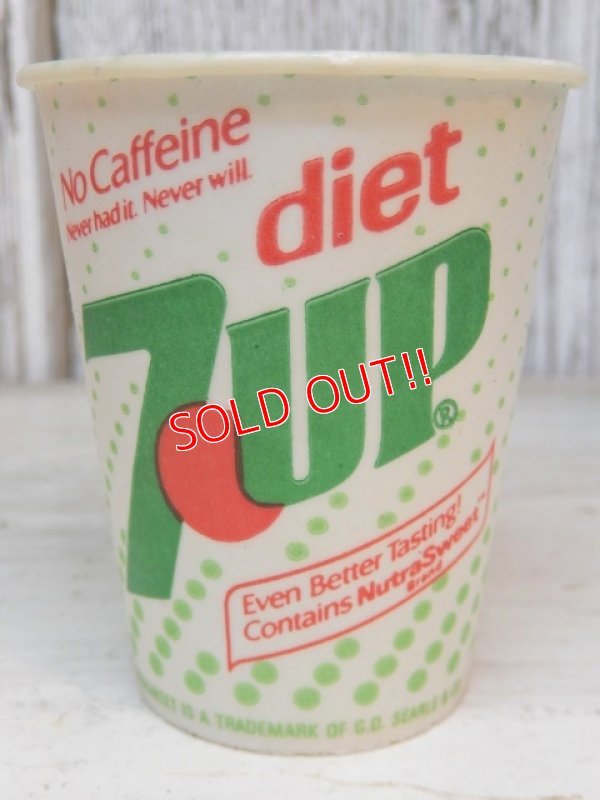 No Caffeine
Never had it. Never will.
diet
7UP®
SOLD OUT!!
Even Better Tasting!
Contains NutraSweet™
Brand
IS A TRADEMARK OF G.D. SEARLE &